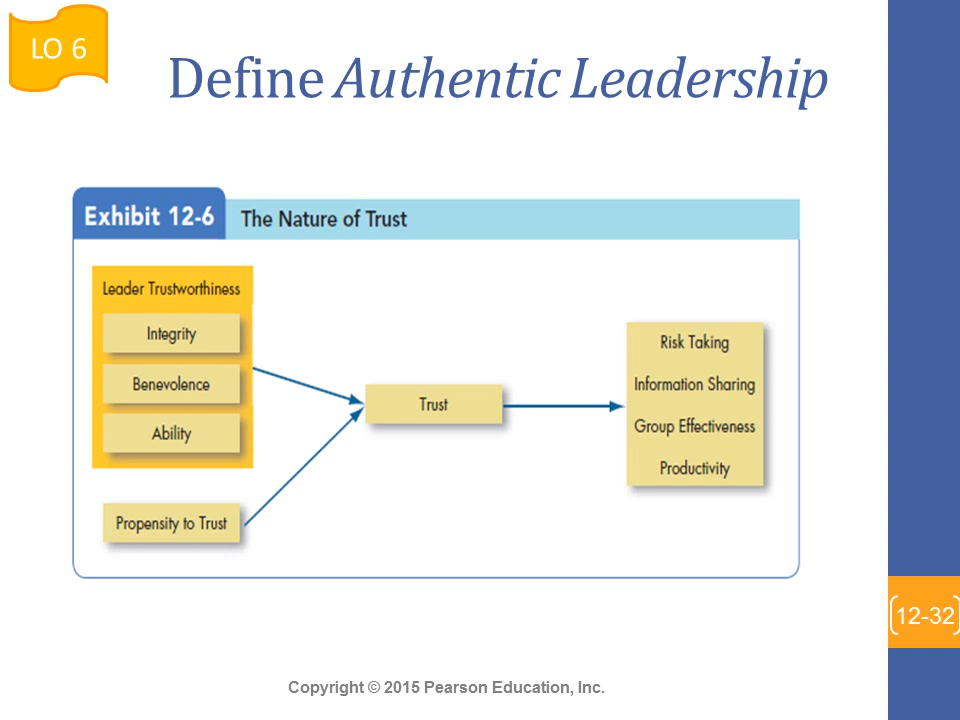 LO 6
Define Authentic Leadership
Exhibit 12-6
The Nature of Trust
Leader Trustworthiness
Integrity
Benevolence
Ability
Propensity to Trust
Trust
Risk Taking
Information Sharing
Group Effectiveness
Productivity
12-32
Copyright © 2015 Pearson Education, Inc.